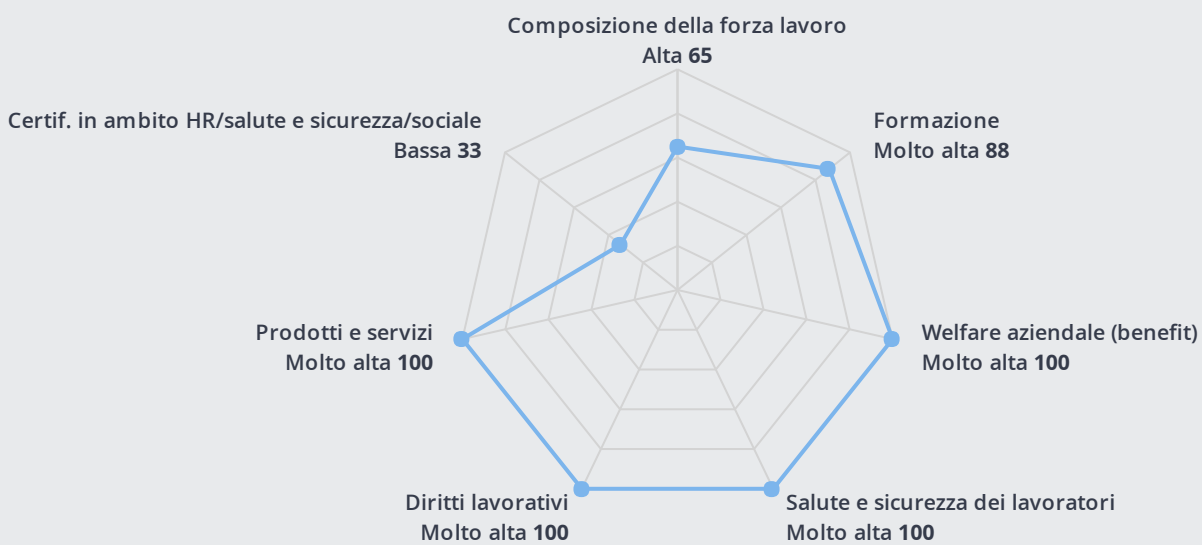 Composizione della forza lavoro
Alta 65
Certif. in ambito HR/salute e sicurezza/sociale
Bassa 33
Formazione
Molto alta 88
Prodotti e servizi
Molto alta 100
Welfare aziendale (benefit)
Molto alta 100
Diritti lavorativi
Molto alta 100
Salute e sicurezza dei lavoratori
Molto alta 100